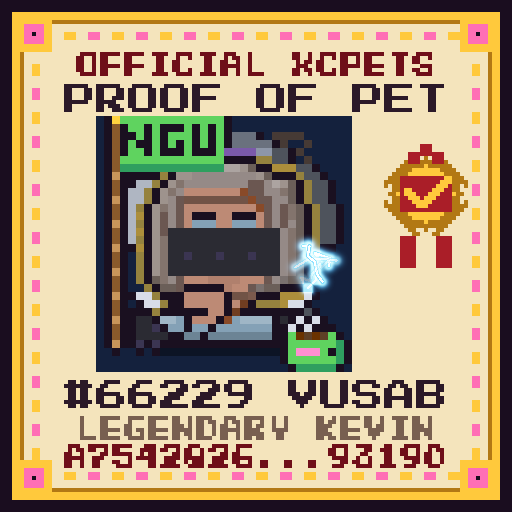 OFFICIAL XCPETS
PROOF OF PET
NGU
#66229 VUSAB
LEGENDARY KEVIN
A7542026...93190